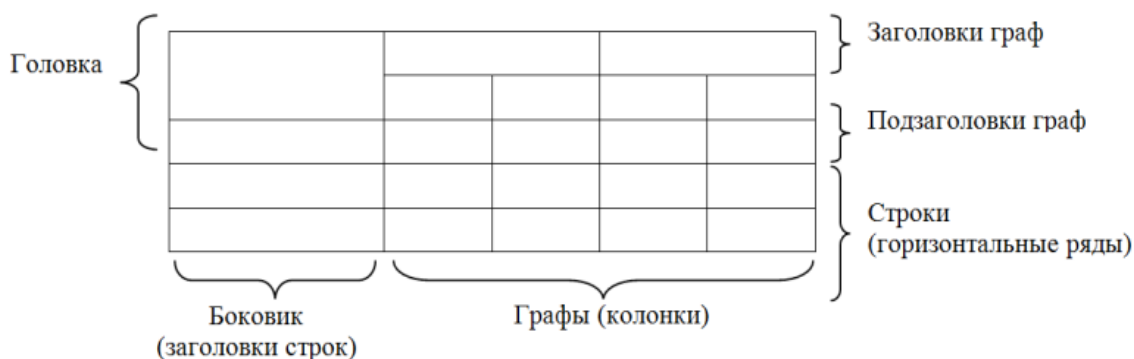 Заголовки граф
Головка
Подзаголовки граф
Строки
(горизонтальные ряды)
Боковик
(заголовки строк)
Графы (колонки)